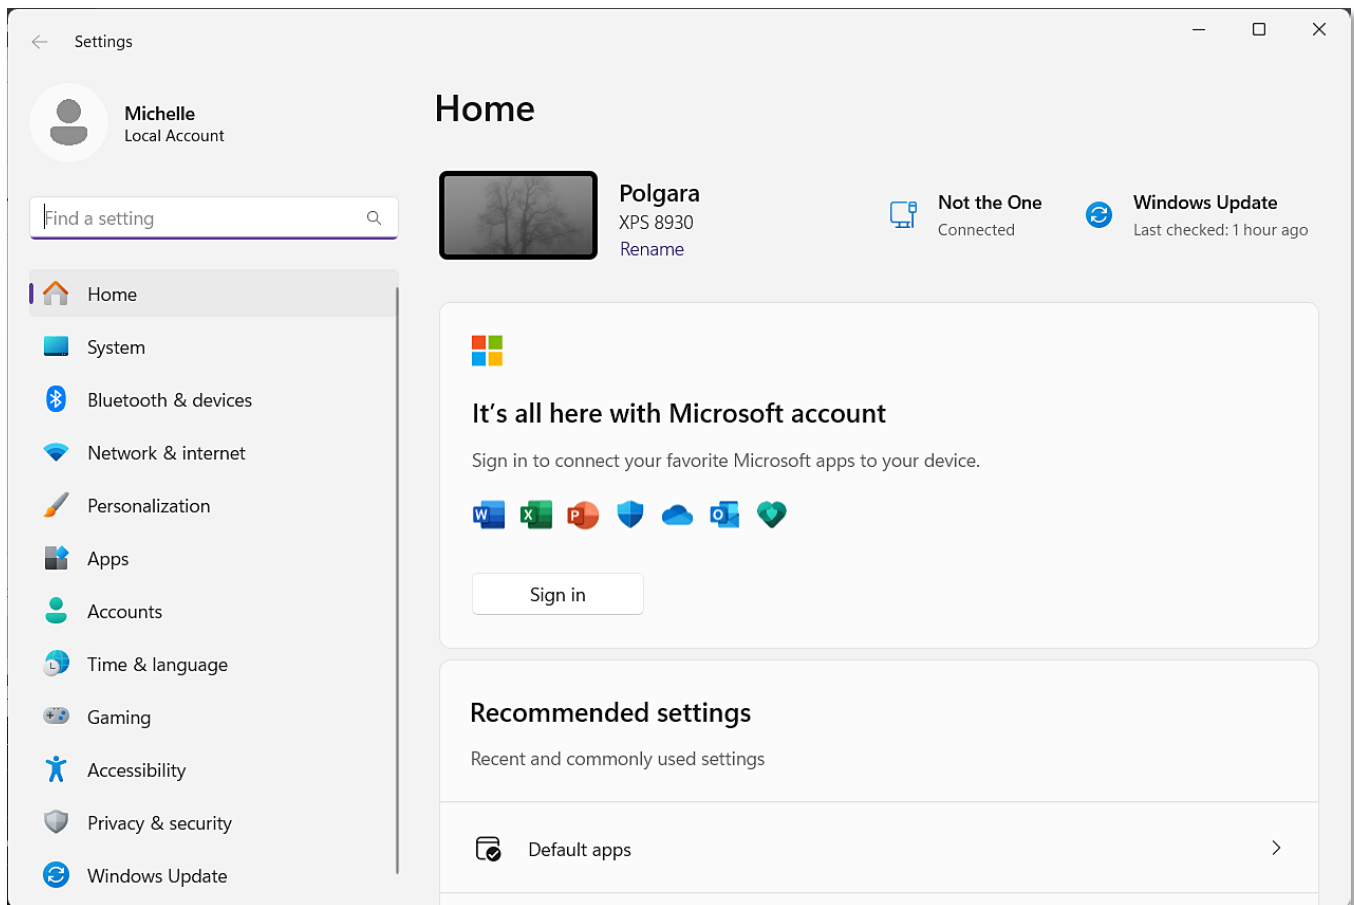 Settings
Michelle
Local Account
Find a setting
Home
System
Bluetooth & devices
Network & internet
Personalization
Apps
Accounts
Time & language
Gaming
Accessibility
Privacy & security
Windows Update
Home
Polgara
XPS 8930
Rename
Not the One
Connected
Windows Update
Last checked: 1 hour ago
It's all here with Microsoft account
Sign in to connect your favorite Microsoft apps to your device.
W X P O
Sign in
Recommended settings
Recent and commonly used settings
Default apps